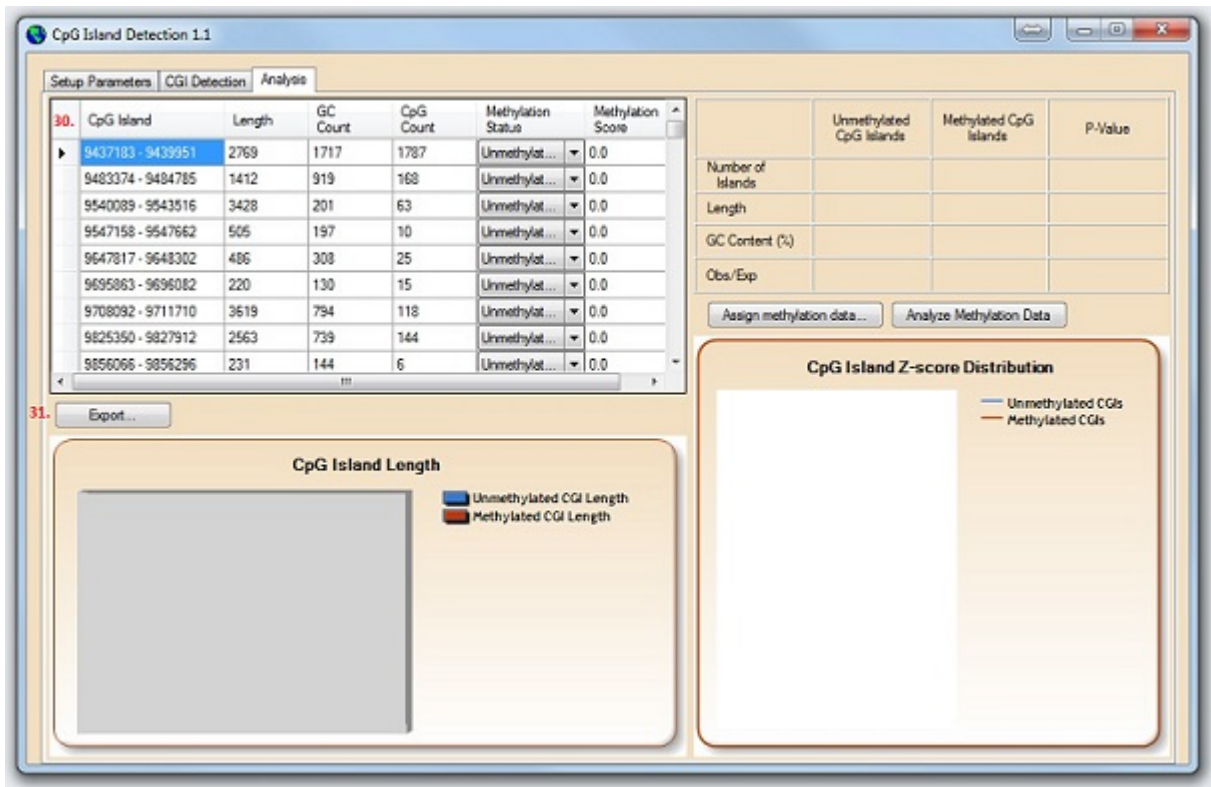 CpG Island Detection 1.1
Setup Parameters CGI Detection Analysis
30. CpG Island Length GC Count CpG Count Methylation Status Methylation Score
9437183 - 9439951 2769 1717 1787 Unmethylat... 0.0
9483374 - 9484785 1412 919 168 Unmethylat... 0.0
9540089 - 9543516 3428 201 63 Unmethylat... 0.0
9547158 - 9547662 505 197 10 Unmethylat... 0.0
9647817 - 9648302 486 308 25 Unmethylat... 0.0
9695863 - 9696082 220 130 15 Unmethylat... 0.0
9708092 - 9711710 3619 794 118 Unmethylat... 0.0
9825350 - 9827912 2563 739 144 Unmethylat... 0.0
9856066 - 9856296 231 144 6 Unmethylat... 0.0
31. Export...
Unmethylated CpG Islands Methylated CpG Islands P-Value
Number of Islands
Length
GC Content (%)
Obs/Exp
Assign methylation data... Analyze Methylation Data
CpG Island Length
Unmethylated CGI Length
Methylated CGI Length
CpG Island Z-score Distribution
Unmethylated CGIs
Methylated CGIs